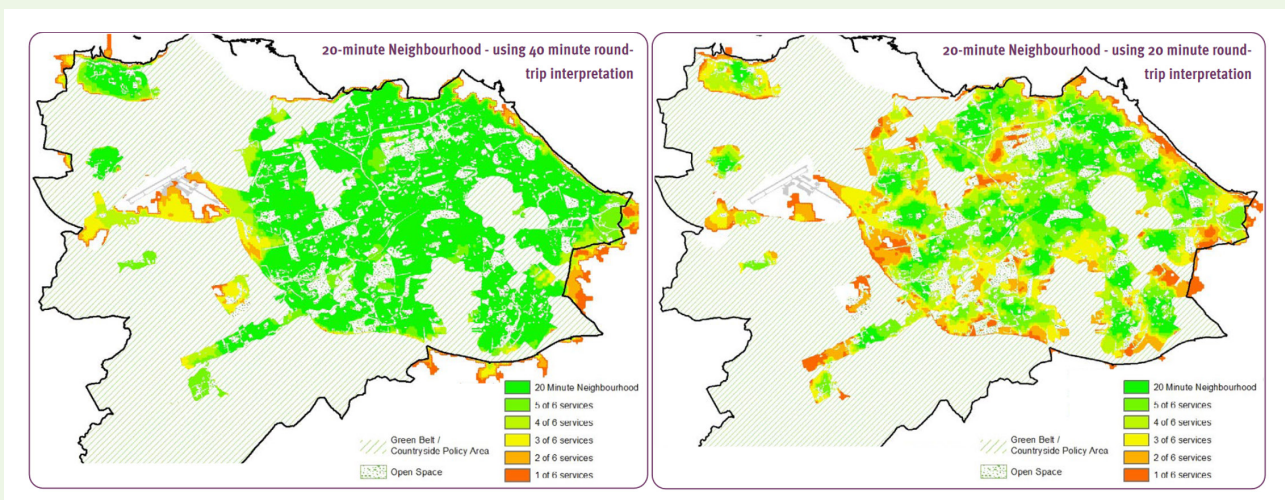 20-minute Neighbourhood - using 40 minute round-
trip interpretation
20 Minute Neighbourhood
5 of 6 services
4 of 6 services
3 of 6 services
2 of 6 services
1 of 6 services
Green Belt /
Countryside Policy Area
Open Space
20-minute Neighbourhood - using 20 minute round-
trip interpretation
20 Minute Neighbourhood
5 of 6 services
4 of 6 services
3 of 6 services
2 of 6 services
1 of 6 services
Green Belt /
Countryside Policy Area
Open Space